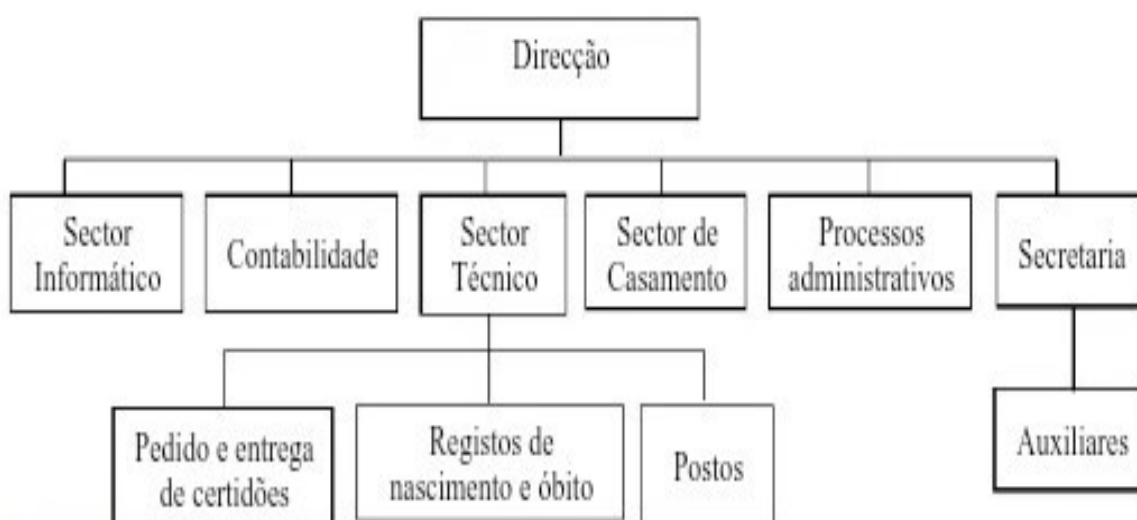 Direcção
Sector
Informático
Contabilidade
Sector
Técnico
Sector de
Casamento
Processos
administrativos
Secretaria
Pedido e entrega
de certidões
Registos de
nascimento e óbito
Postos
Auxiliares